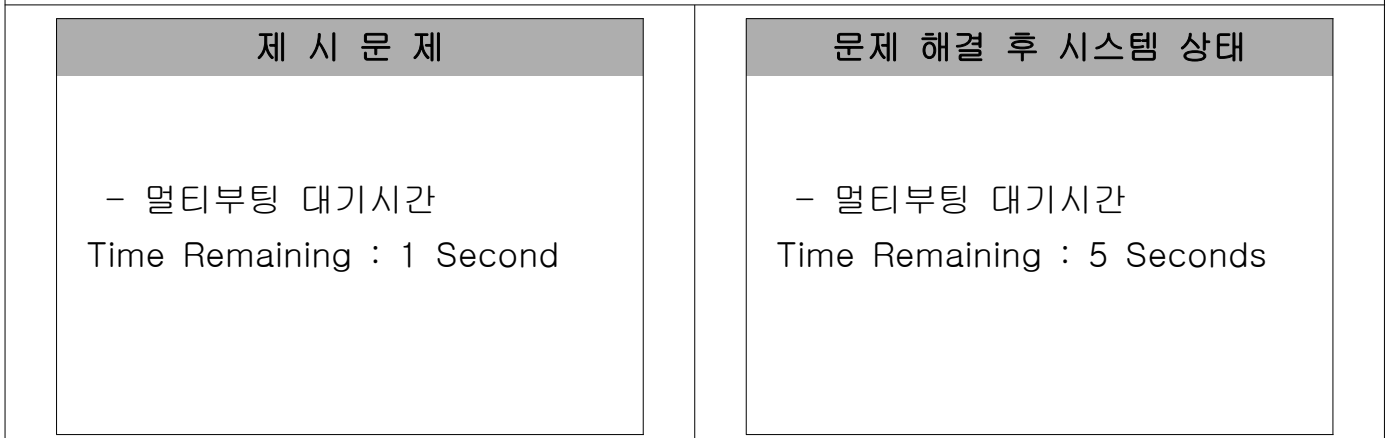 제 시 문 제
- 멀티부팅 대기시간
Time Remaining : 1 Second
문제 해결 후 시스템 상태
- 멀티부팅 대기시간
Time Remaining : 5 Seconds